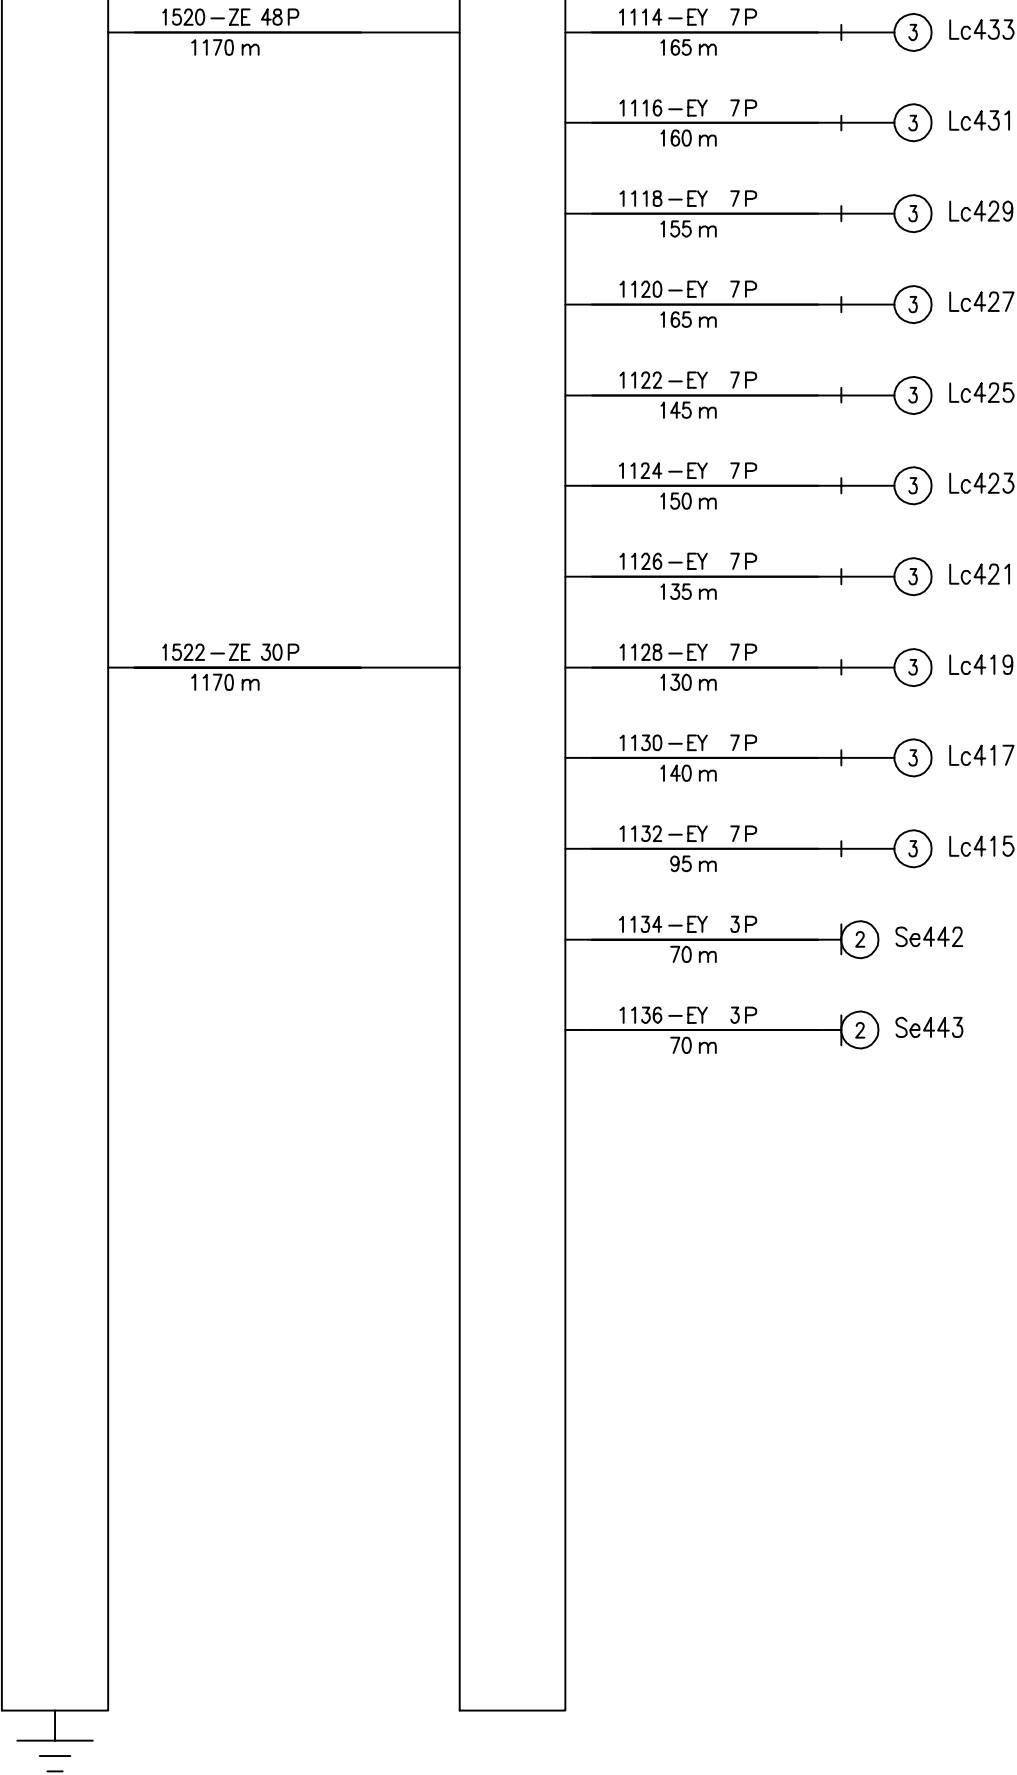 1520-ZE 48P
1170 m
1114-EY 7P
165 m
3 Lc433
1116-EY 7P
160 m
3 Lc431
1118-EY 7P
155 m
3 Lc429
1120-EY 7P
165 m
3 Lc427
1122-EY 7P
145 m
3 Lc425
1124-EY 7P
150 m
3 Lc423
1126-EY 7P
135 m
3 Lc421
1522-ZE 30P
1170 m
1128-EY 7P
130 m
3 Lc419
1130-EY 7P
140 m
3 Lc417
1132-EY 7P
95 m
3 Lc415
1134-EY 3P
70 m
2 Se442
1136-EY 3P
70 m
2 Se443